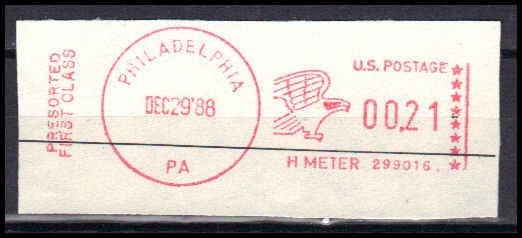 PRESORTED
FIRST CLASS
PHILADELPHIA
DEC29'88
PA
U.S. POSTAGE
00.21
H METER 299016